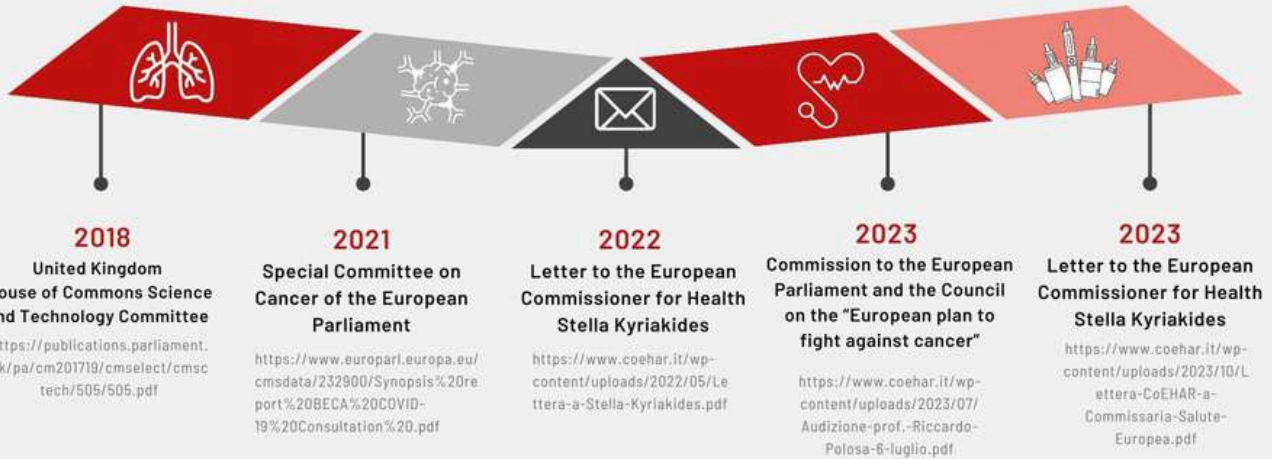 2018
United Kingdom
ouse of Commons Science
nd Technology Committee
ttps://publications.parliament.
k/pa/cm201719/cmselect/cmsc
tech/505/505.pdf
2021
Special Committee on
Cancer of the European
Parliament
https://www.europarl.europa.eu/
cmsdata/232900/Synopsis%20re
port%20BECA%20COVID-
19%20Consultation%20.pdf
2022
Letter to the European
Commissioner for Health
Stella Kyriakides
https://www.coehar.it/wp-
content/uploads/2022/05/Le
ttera-a-Stella-Kyriakides.pdf
2023
Commission to the European
Parliament and the Council
on the “European plan to
fight against cancer”
https://www.coehar.it/wp-
content/uploads/2023/07/
Audizione-prof.-Riccardo-
Polosa-6-luglio.pdf
2023
Letter to the European
Commissioner for Health
Stella Kyriakides
https://www.coehar.it/wp-
content/uploads/2023/10/L
ettera-CoEHAR-a-
Commissaria-Salute-
Europea.pdf